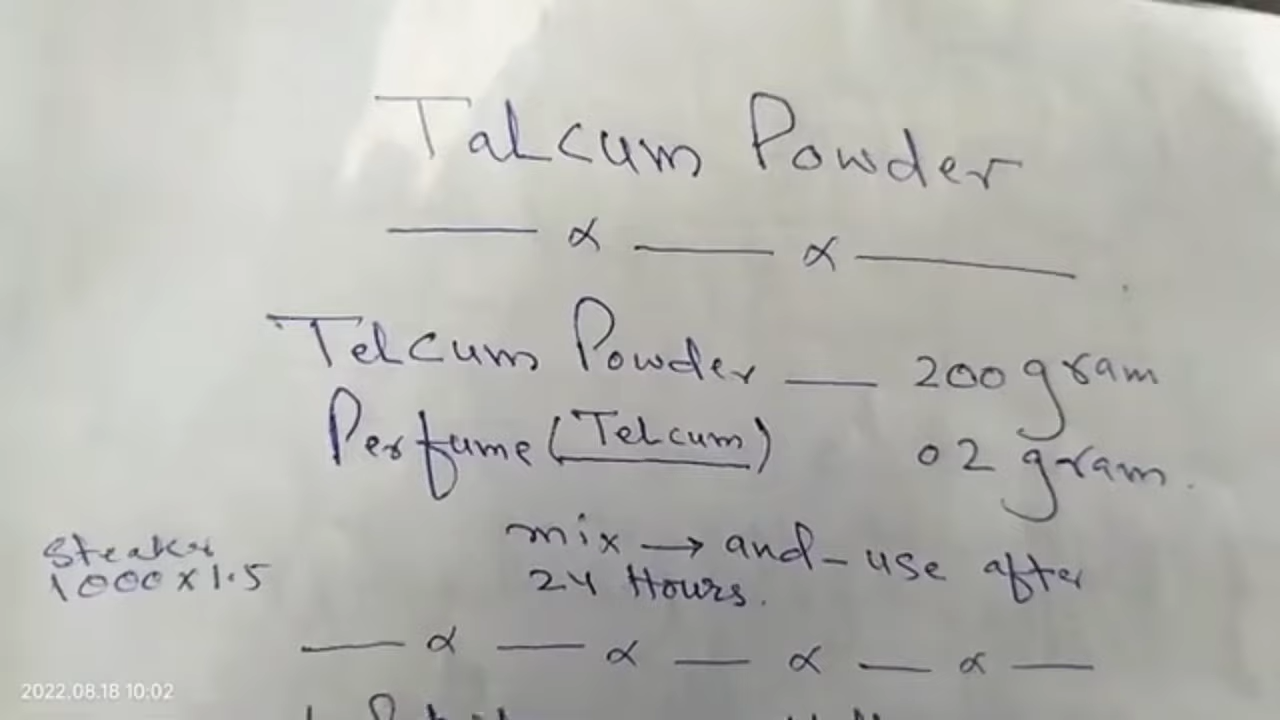 Talcum Powder
— ∝ — ∝ —
Telcum Powder — 200 gram
Perfume (Telcum) 02 gram.
mix → and-use after
24 Hours.
1000 x 1.5
— ∝ — ∝ — ∝ — ∝ —
2022.08.18 10:02